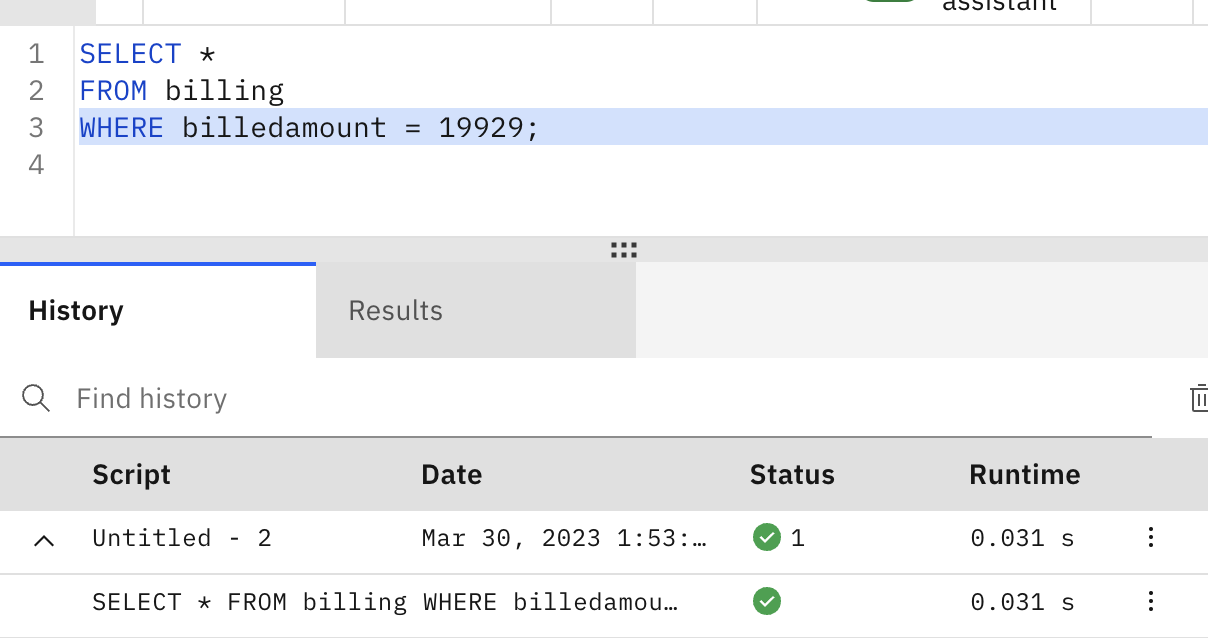 assistant
1 SELECT *
2 FROM billing
3 WHERE billedamount = 19929;
4
History Results
Find history
Script Date Status Runtime
Untitled - 2 Mar 30, 2023 1:53:… 1 0.031 s
SELECT * FROM billing WHERE billedamou… 0.031 s